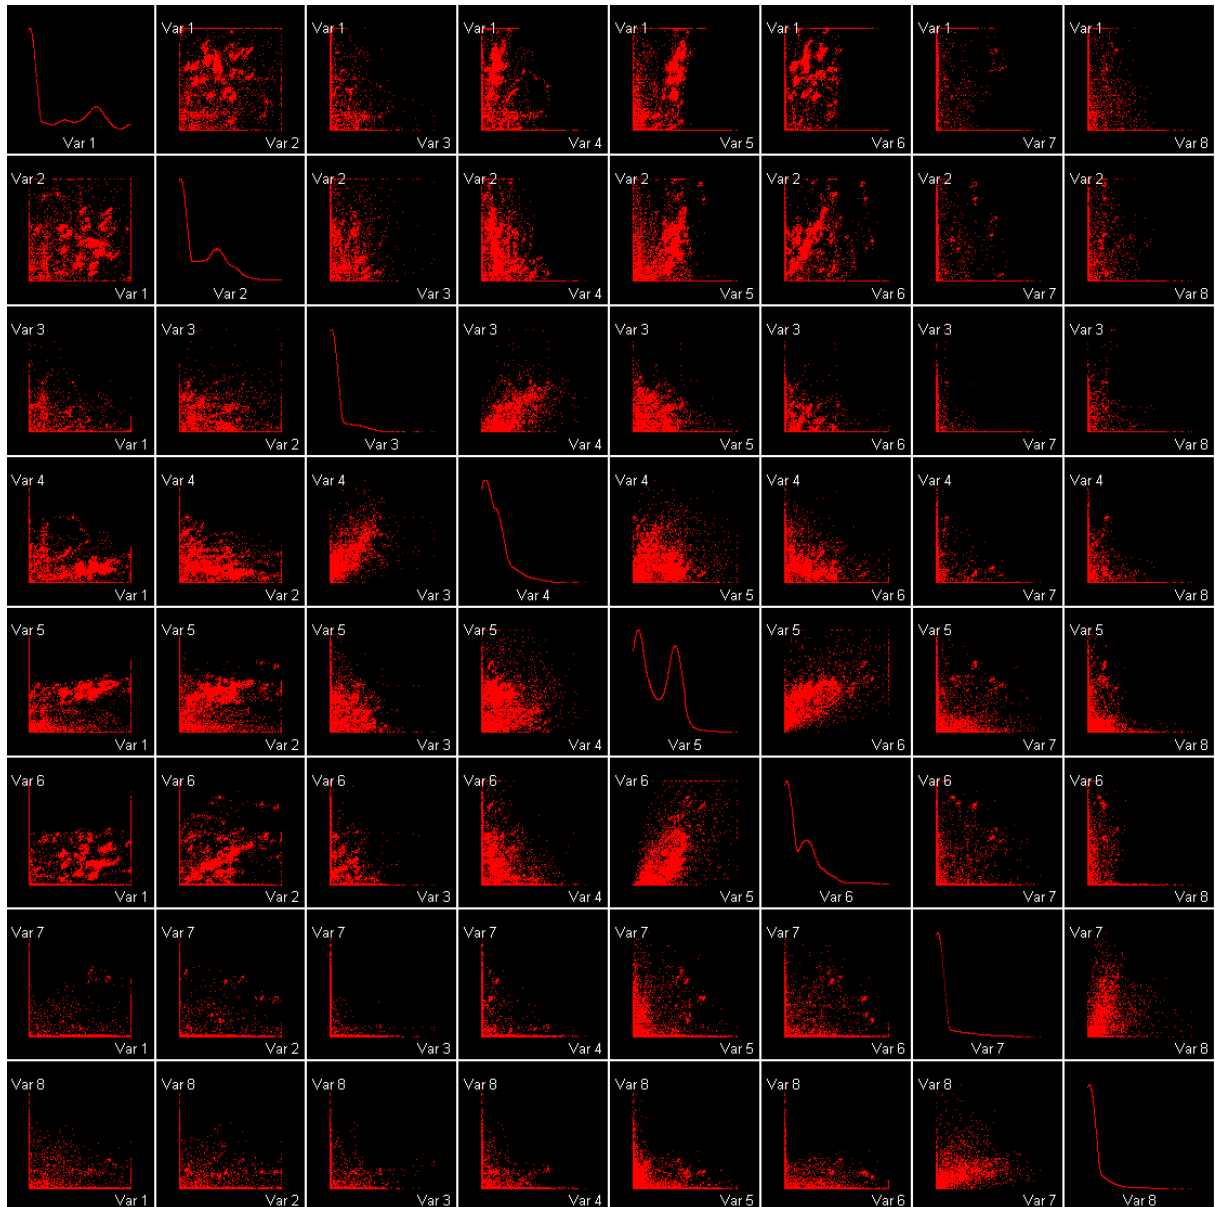 Var 1
Var 1 Var 2
Var 1 Var 3
Var 1 Var 4
Var 1 Var 5
Var 1 Var 6
Var 1 Var 7
Var 1 Var 8
Var 2 Var 1
Var 2
Var 2 Var 3
Var 2 Var 4
Var 2 Var 5
Var 2 Var 6
Var 2 Var 7
Var 2 Var 8
Var 3 Var 1
Var 3 Var 2
Var 3
Var 3 Var 4
Var 3 Var 5
Var 3 Var 6
Var 3 Var 7
Var 3 Var 8
Var 4 Var 1
Var 4 Var 2
Var 4 Var 3
Var 4
Var 4 Var 5
Var 4 Var 6
Var 4 Var 7
Var 4 Var 8
Var 5 Var 1
Var 5 Var 2
Var 5 Var 3
Var 5 Var 4
Var 5
Var 5 Var 6
Var 5 Var 7
Var 5 Var 8
Var 6 Var 1
Var 6 Var 2
Var 6 Var 3
Var 6 Var 4
Var 6 Var 5
Var 6
Var 6 Var 7
Var 6 Var 8
Var 7 Var 1
Var 7 Var 2
Var 7 Var 3
Var 7 Var 4
Var 7 Var 5
Var 7 Var 6
Var 7
Var 7 Var 8
Var 8 Var 1
Var 8 Var 2
Var 8 Var 3
Var 8 Var 4
Var 8 Var 5
Var 8 Var 6
Var 8 Var 7
Var 8